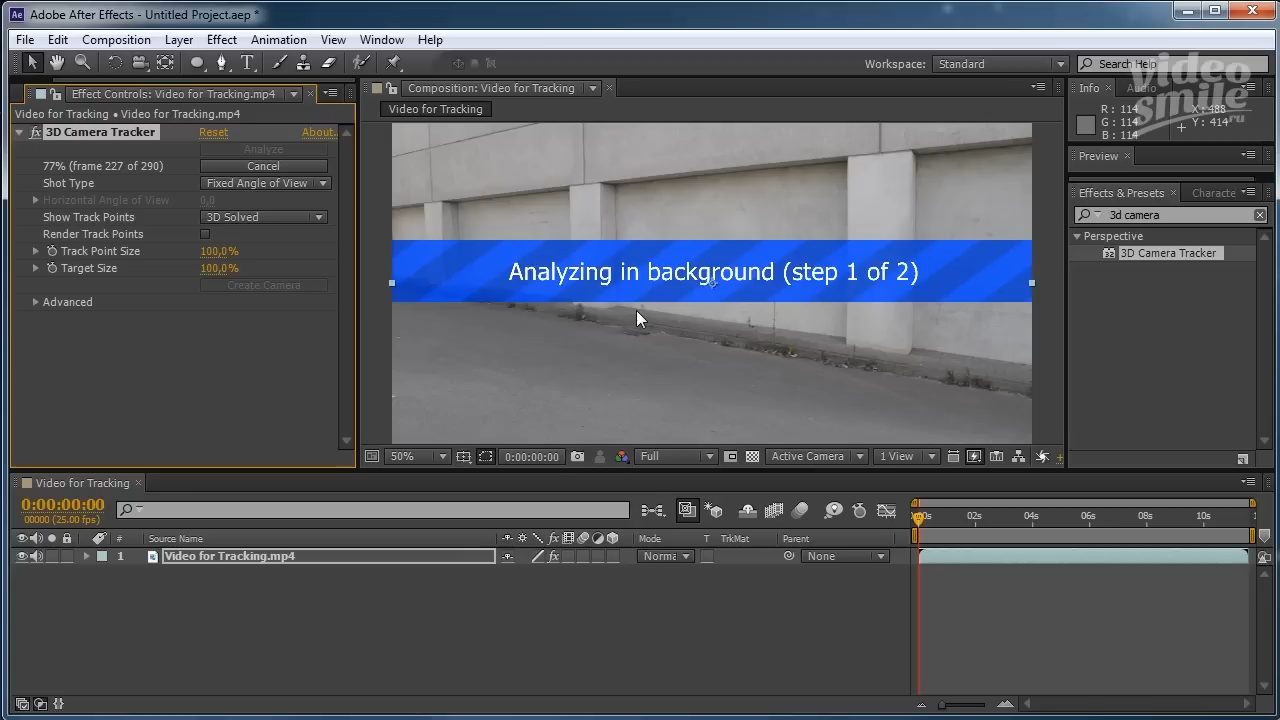 Adobe After Effects - Untitled Project.aep *
File Edit Composition Layer Effect Animation View Window Help
Workspace: Standard
Search Help
video smile .ru
Effect Controls: Video for Tracking.mp4
Video for Tracking • Video for Tracking.mp4
fx 3D Camera Tracker Reset About..
Analyze
77% (frame 227 of 290) Cancel
Shot Type Fixed Angle of View
Horizontal Angle of View 0,0
Show Track Points 3D Solved
Render Track Points
Track Point Size 100,0%
Target Size 100,0%
Create Camera
Advanced
Composition: Video for Tracking
Video for Tracking
Analyzing in background (step 1 of 2)
50% 0:00:00:00 Full Active Camera 1 View
Info Audio
R : 114 X : 488
G : 114 Y : 414
B : 114
Preview
Effects & Presets Characte
3d camera
Perspective
32 3D Camera Tracker
Video for Tracking
0:00:00:00
00000 (25.00 fps)
# Source Name Mode T TrkMat Parent
1 Video for Tracking.mp4 fx Norma None
02s 04s 06s 08s 10s